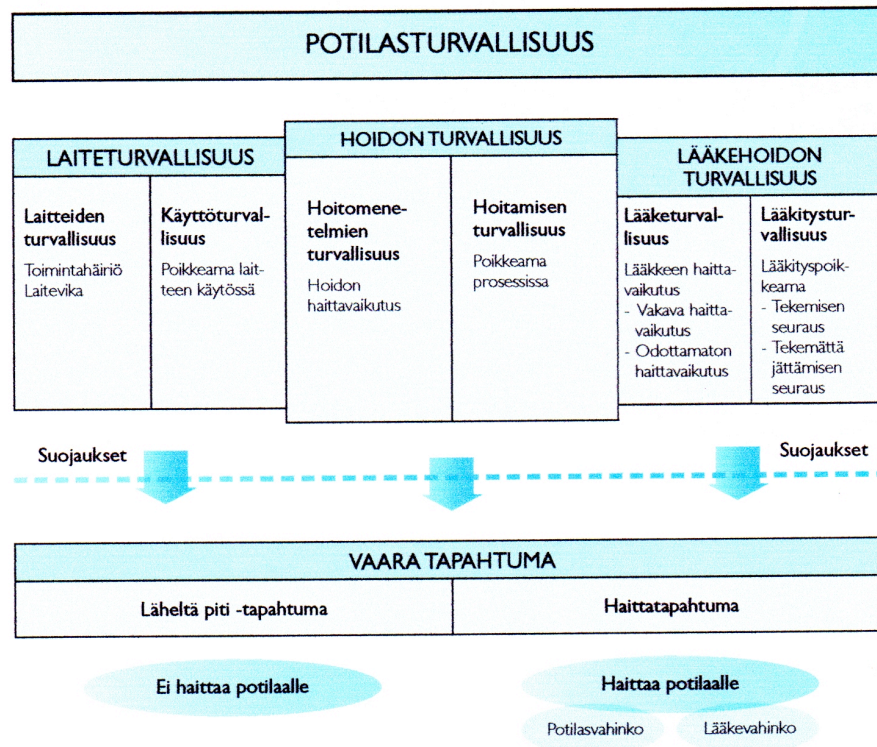 POTILASTURVALLISUUS
LAITETURVALLISUUS
Laitteiden
turvallisuus
Toimintahäiriö
Laitevika
Käyttöturval-
lisuus
Poikkeama lait-
teen käytössä
HOIDON TURVALLISUUS
Hoitomene-
telmien
turvallisuus
Hoidon
haittavaikutus
Hoitamisen
turvallisuus
Poikkeama
prosessissa
LÄÄKEHOIDON
TURVALLISUUS
Lääketurval-
lisuus
Lääkkeen haitta-
vaikutus
- Vakava haitta-
vaikutus
- Odottamaton
haittavaikutus
Lääkitystur-
vallisuus
Lääkityspoik-
keama
- Tekemisen
seuraus
- Tekemättä
jättämisen
seuraus
Suojaukset
Suojaukset
VAARA TAPAHTUMA
Läheltä piti -tapahtuma
Haittatapahtuma
Ei haittaa potilaalle
Haittaa potilaalle
Potilasvahinko
Lääkevahinko